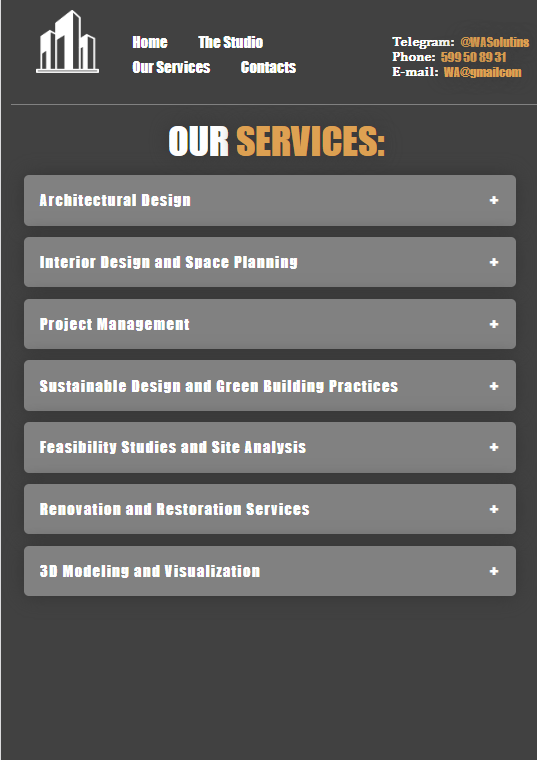 Home The Studio
Our Services Contacts
Telegram: @WASolutins
Phone: 599 50 89 31
E-mail: WA@gmailcom
OUR SERVICES:
Architectural Design +
Interior Design and Space Planning +
Project Management +
Sustainable Design and Green Building Practices +
Feasibility Studies and Site Analysis +
Renovation and Restoration Services +
3D Modeling and Visualization +